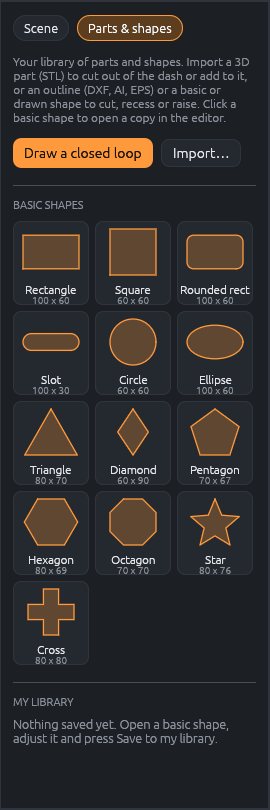 Scene
Parts & shapes
Your library of parts and shapes. Import a 3D
part (STL) to cut out of the dash or add to it,
or an outline (DXF, AI, EPS) or a basic or
drawn shape to cut, recess or raise. Click a
basic shape to open a copy in the editor.
Draw a closed loop
Import...
BASIC SHAPES
Rectangle
100 x 60
Square
60 x 60
Rounded rect
100 x 60
Slot
100 x 30
Circle
60 x 60
Ellipse
100 x 60
Triangle
80 x 70
Diamond
60 x 90
Pentagon
70 x 67
Hexagon
80 x 69
Octagon
70 x 70
Star
80 x 76
Cross
80 x 80
MY LIBRARY
Nothing saved yet. Open a basic shape,
adjust it and press Save to my library.